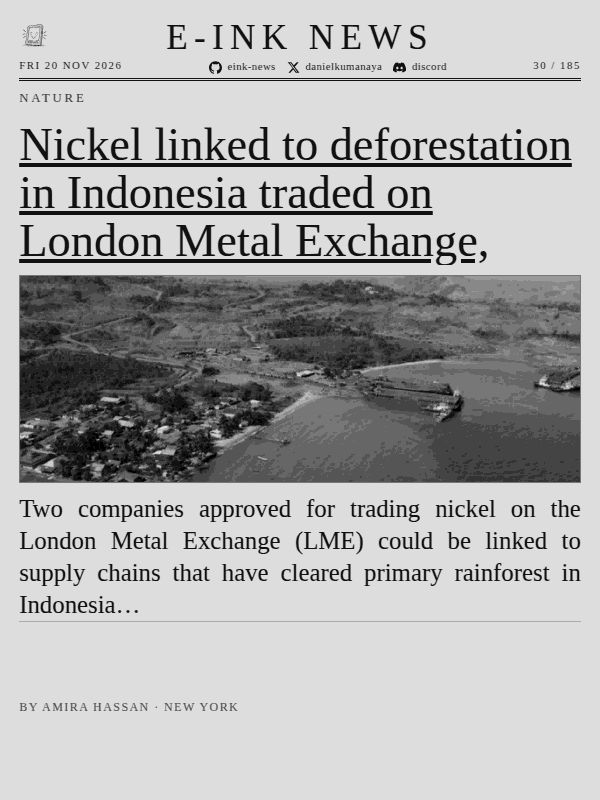 E-INK NEWS
FRI 20 NOV 2026
eink-news danielkumanaya discord
30 / 185
NATURE
Nickel linked to deforestation
in Indonesia traded on
London Metal Exchange,
Two companies approved for trading nickel on the
London Metal Exchange (LME) could be linked to
supply chains that have cleared primary rainforest in
Indonesia…
BY AMIRA HASSAN · NEW YORK